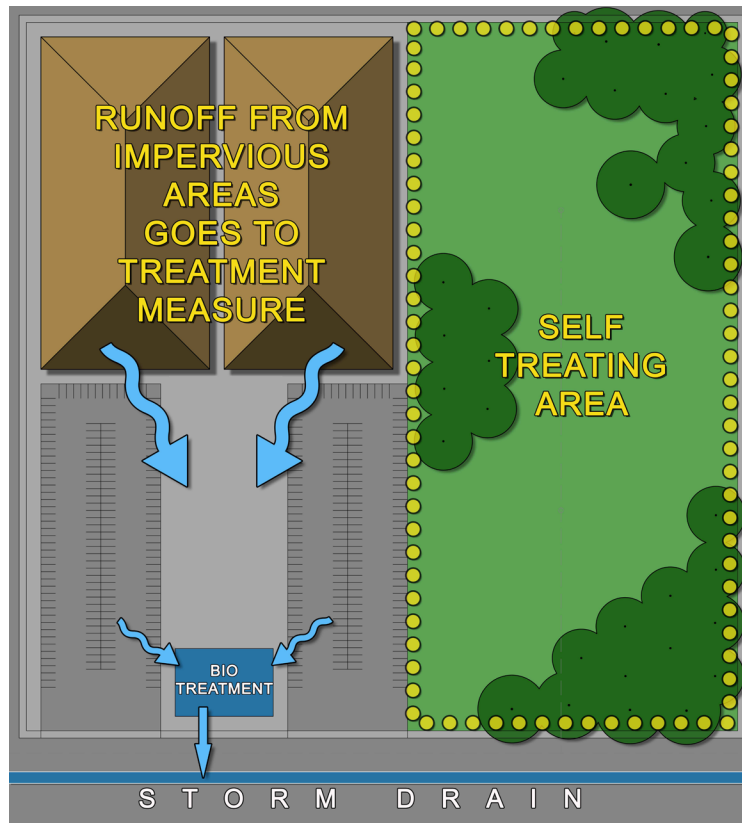 RUNOFF FROM
IMPERVIOUS
AREAS
GOES TO
TREATMENT
MEASURE
SELF
TREATING
AREA
BIO
TREATMENT
STORM DRAIN